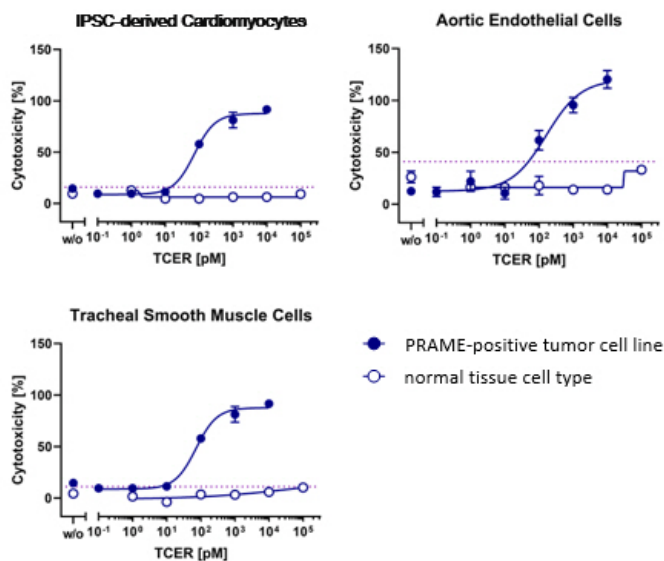 IPSC-derived Cardiomyocytes
Cytotoxicity [%]
150
100
50
0
w/o 10⁻¹ 10⁰ 10¹ 10² 10³ 10⁴ 10⁵
TCER [pM]
Aortic Endothelial Cells
Cytotoxicity [%]
150
100
50
0
w/o 10⁻¹ 10⁰ 10¹ 10² 10³ 10⁴ 10⁵
TCER [pM]
Tracheal Smooth Muscle Cells
Cytotoxicity [%]
150
100
50
0
w/o 10⁻¹ 10⁰ 10¹ 10² 10³ 10⁴ 10⁵
TCER [pM]
PRAME-positive tumor cell line
normal tissue cell type